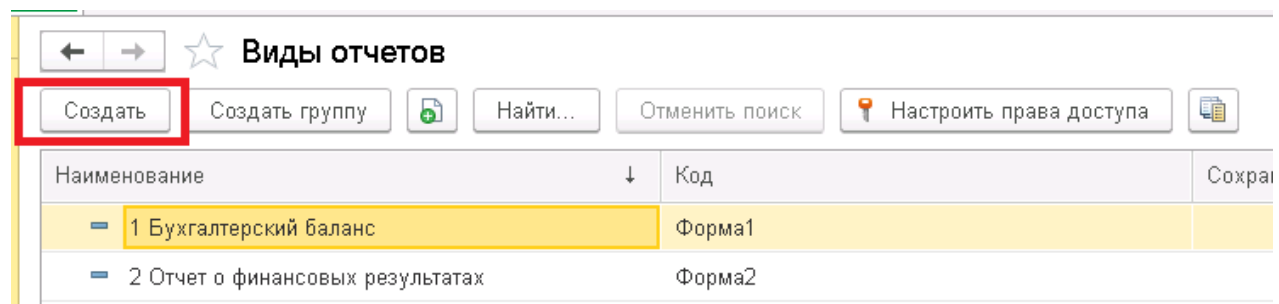 Виды отчетов
Создать Создать группу Найти... Отменить поиск Настроить права доступа
Наименование ↓ Код
1 Бухгалтерский баланс Форма1
2 Отчет о финансовых результатах Форма2